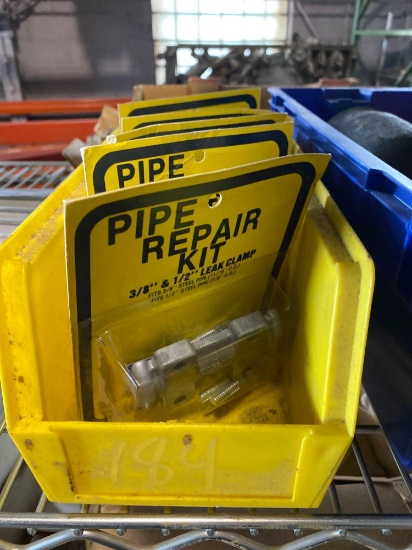 PIPE
PIPE
REPAIR
KIT
3/8" & 1/2" LEAK CLAMP
184